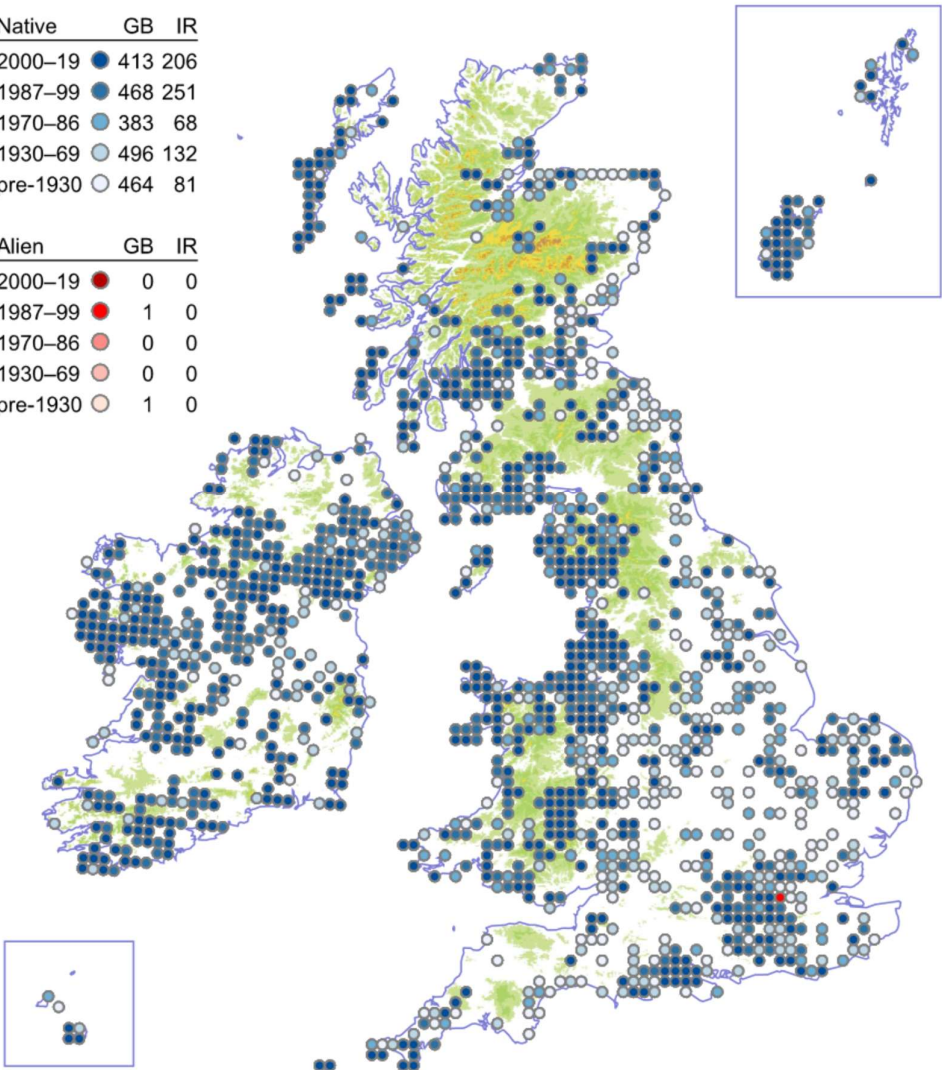 Native GB IR
2000–19 413 206
1987–99 468 251
1970–86 383 68
1930–69 496 132
pre-1930 464 81
Alien GB IR
2000–19 0 0
1987–99 1 0
1970–86 0 0
1930–69 0 0
pre-1930 1 0